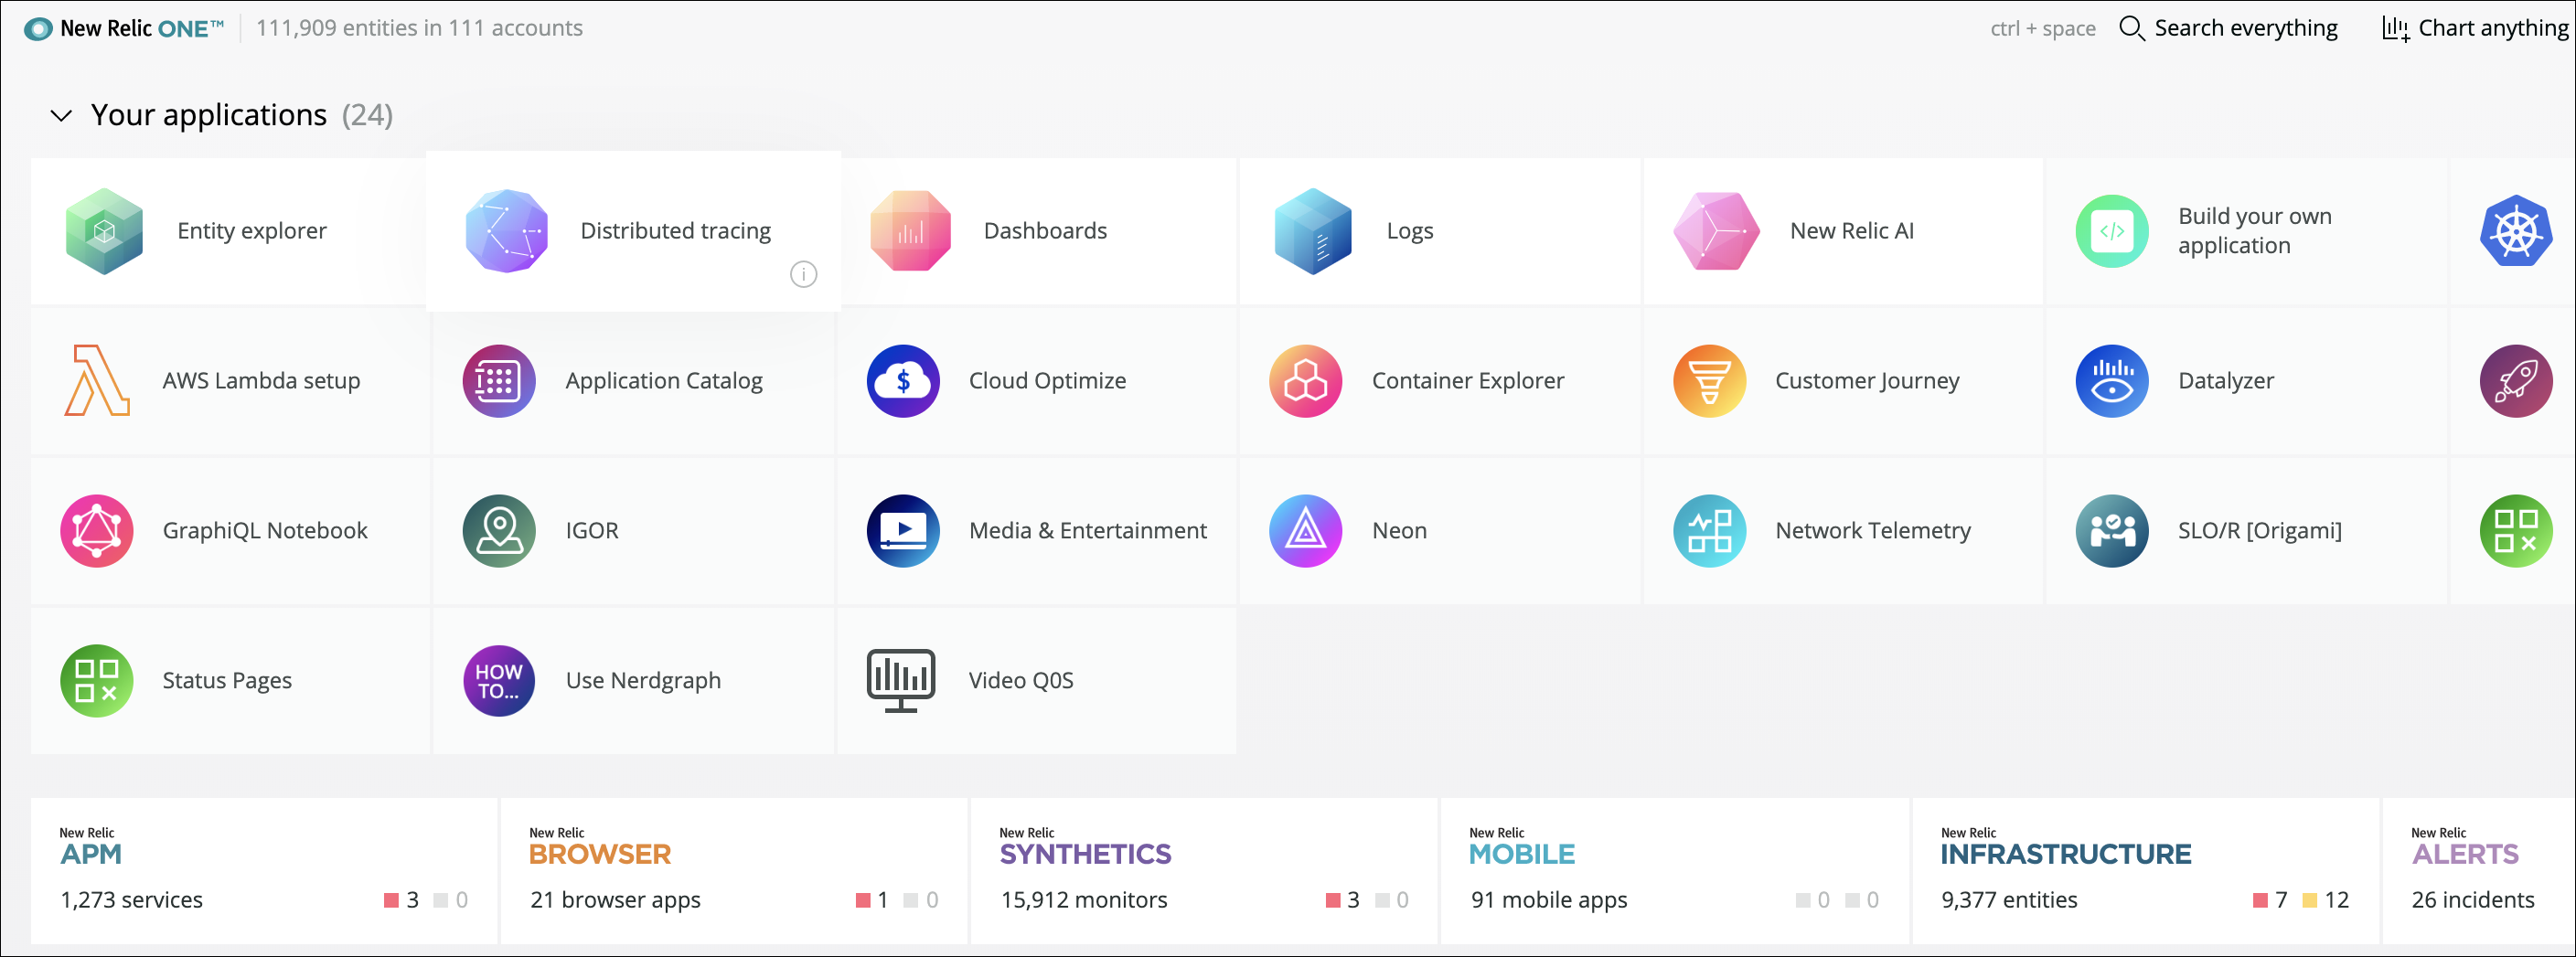 New Relic ONE™ 111,909 entities in 111 accounts ctrl + space Search everything Chart anything
Your applications (24)
Entity explorer
Distributed tracing
Dashboards
Logs
New Relic AI
Build your own
application
AWS Lambda setup
Application Catalog
Cloud Optimize
Container Explorer
Customer Journey
Datalyzer
GraphiQL Notebook
IGOR
Media & Entertainment
Neon
Network Telemetry
SLO/R [Origami]
Status Pages
HOW
TO...
Use Nerdgraph
Video Q0S
New Relic
APM
1,273 services 3 0
New Relic
BROWSER
21 browser apps 1 0
New Relic
SYNTHETICS
15,912 monitors 3 0
New Relic
MOBILE
91 mobile apps 0 0
New Relic
INFRASTRUCTURE
9,377 entities 7 12
New Relic
ALERTS
26 incidents